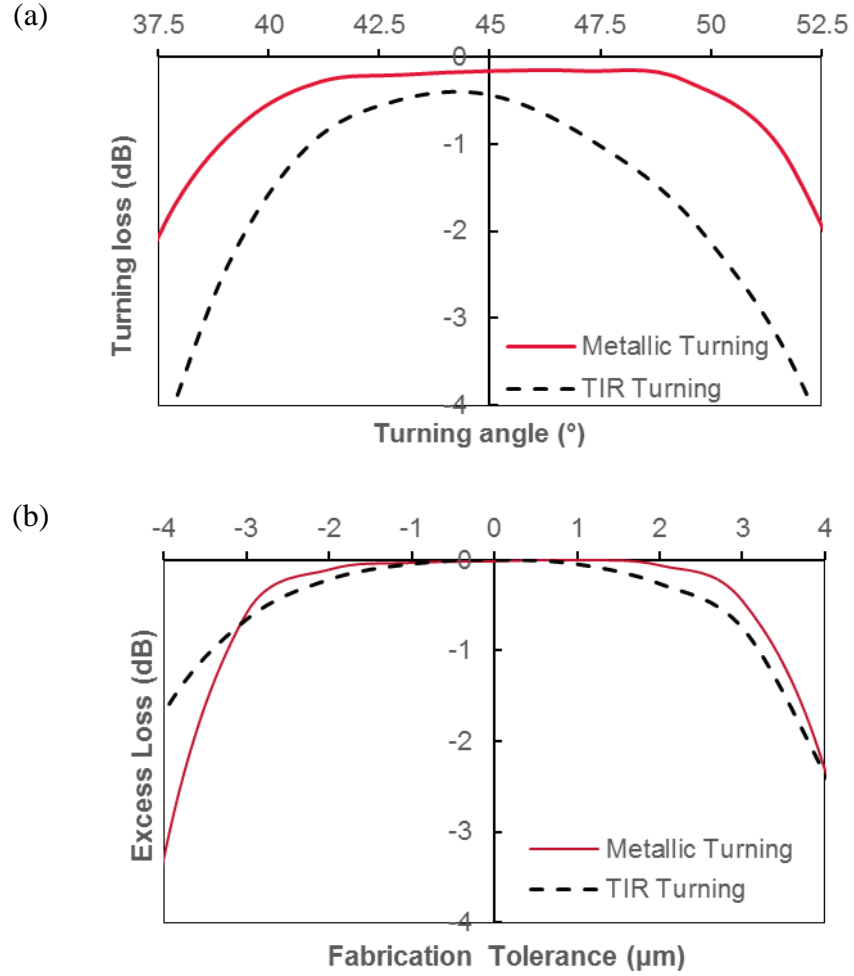 (a)
37.5 40 42.5 45 47.5 50 52.5
0
-1
-2
-3
-4
Turning loss (dB)
Metallic Turning
TIR Turning
Turning angle (°)
(b)
-4 -3 -2 -1 0 1 2 3 4
0
-1
-2
-3
-4
Excess Loss (dB)
Metallic Turning
TIR Turning
Fabrication Tolerance (µm)